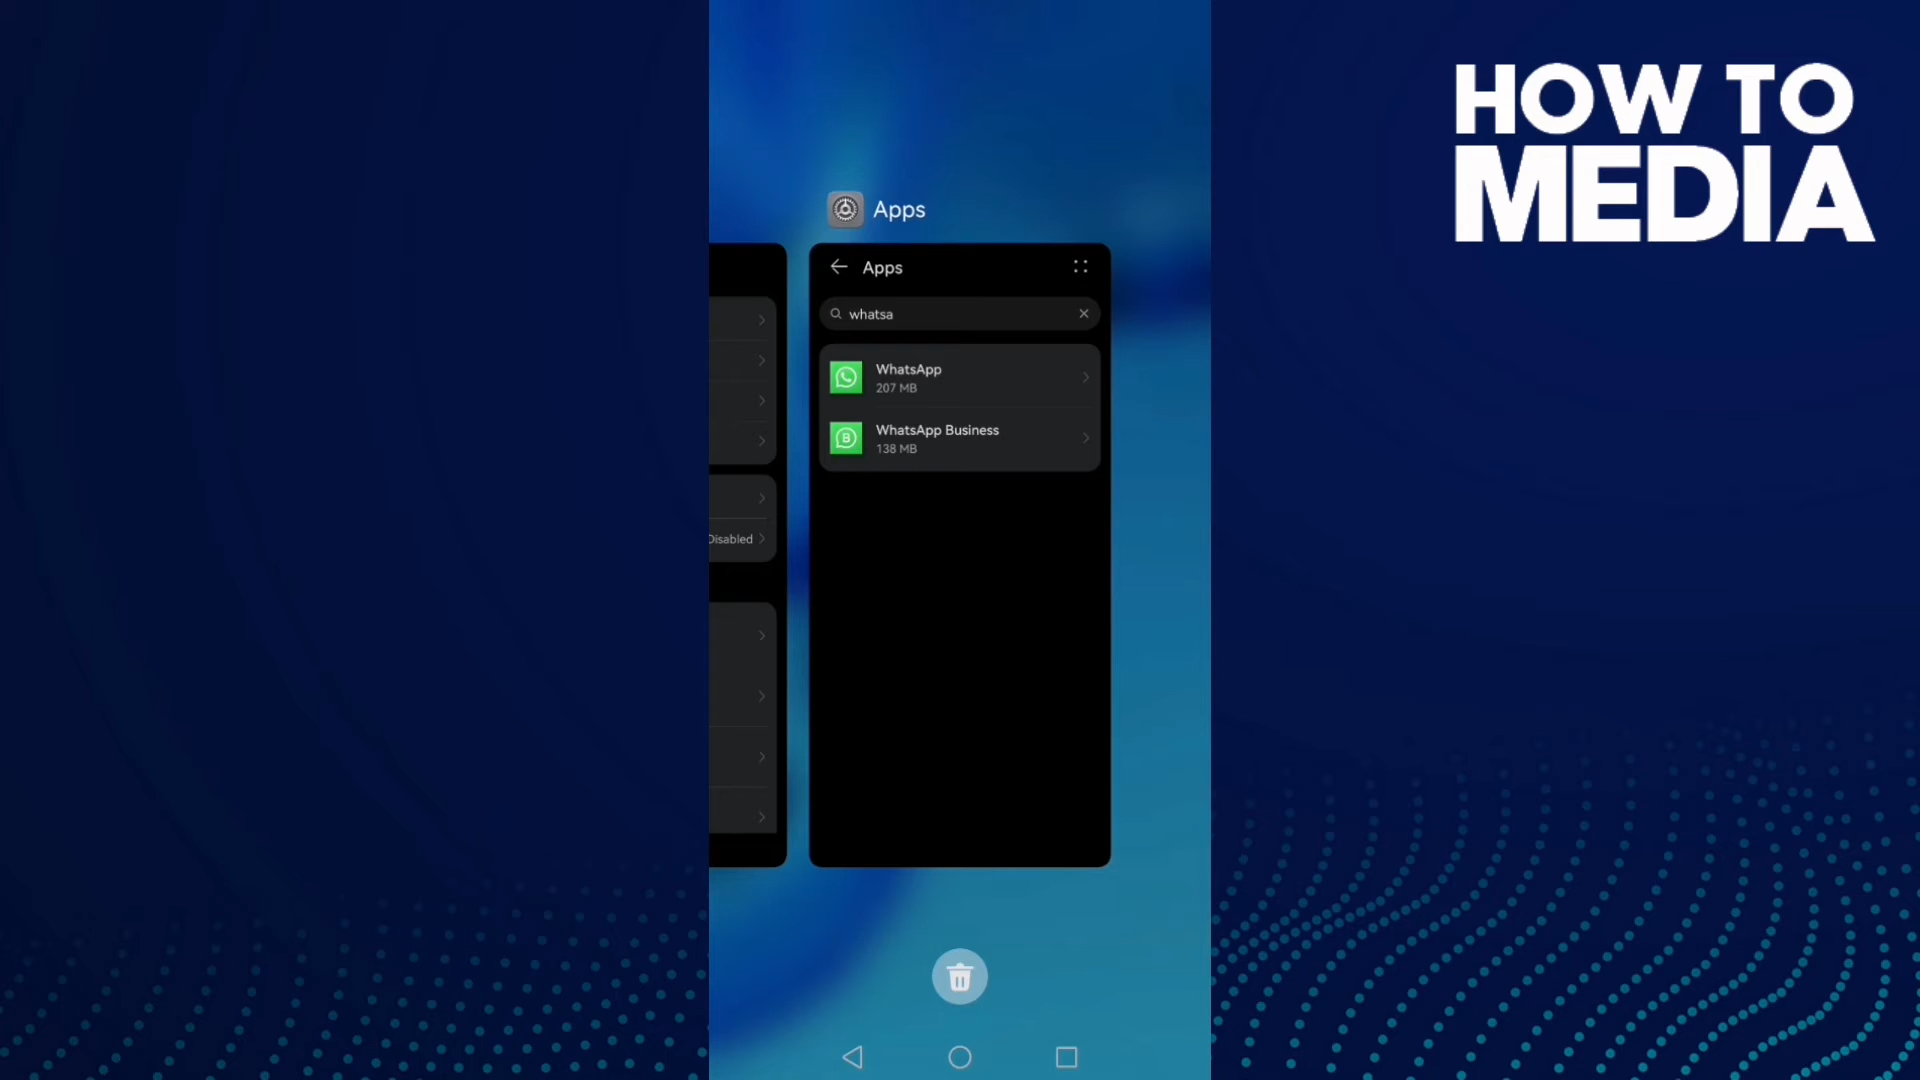 HOW TO
MEDIA
Apps
Apps
whatsa
WhatsApp
207 MB
WhatsApp Business
138 MB
Disabled